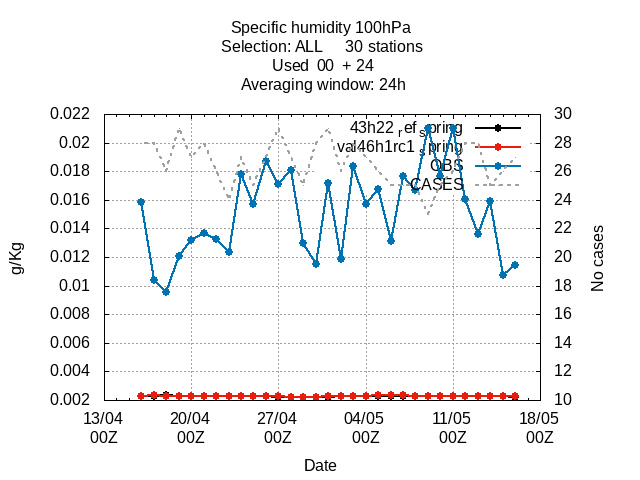 Specific humidity 100hPa
Selection: ALL 30 stations
Used 00 + 24
Averaging window: 24h
43h22_ref_spring
val46h1rc1_spring
OBS
CASES
g/Kg
0.022
0.02
0.018
0.016
0.014
0.012
0.01
0.008
0.006
0.004
0.002
30
28
26
24
22
20
18
16
14
12
10
No cases
13/04 20/04 27/04 04/05 11/05 18/05
00Z 00Z 00Z 00Z 00Z 00Z
Date